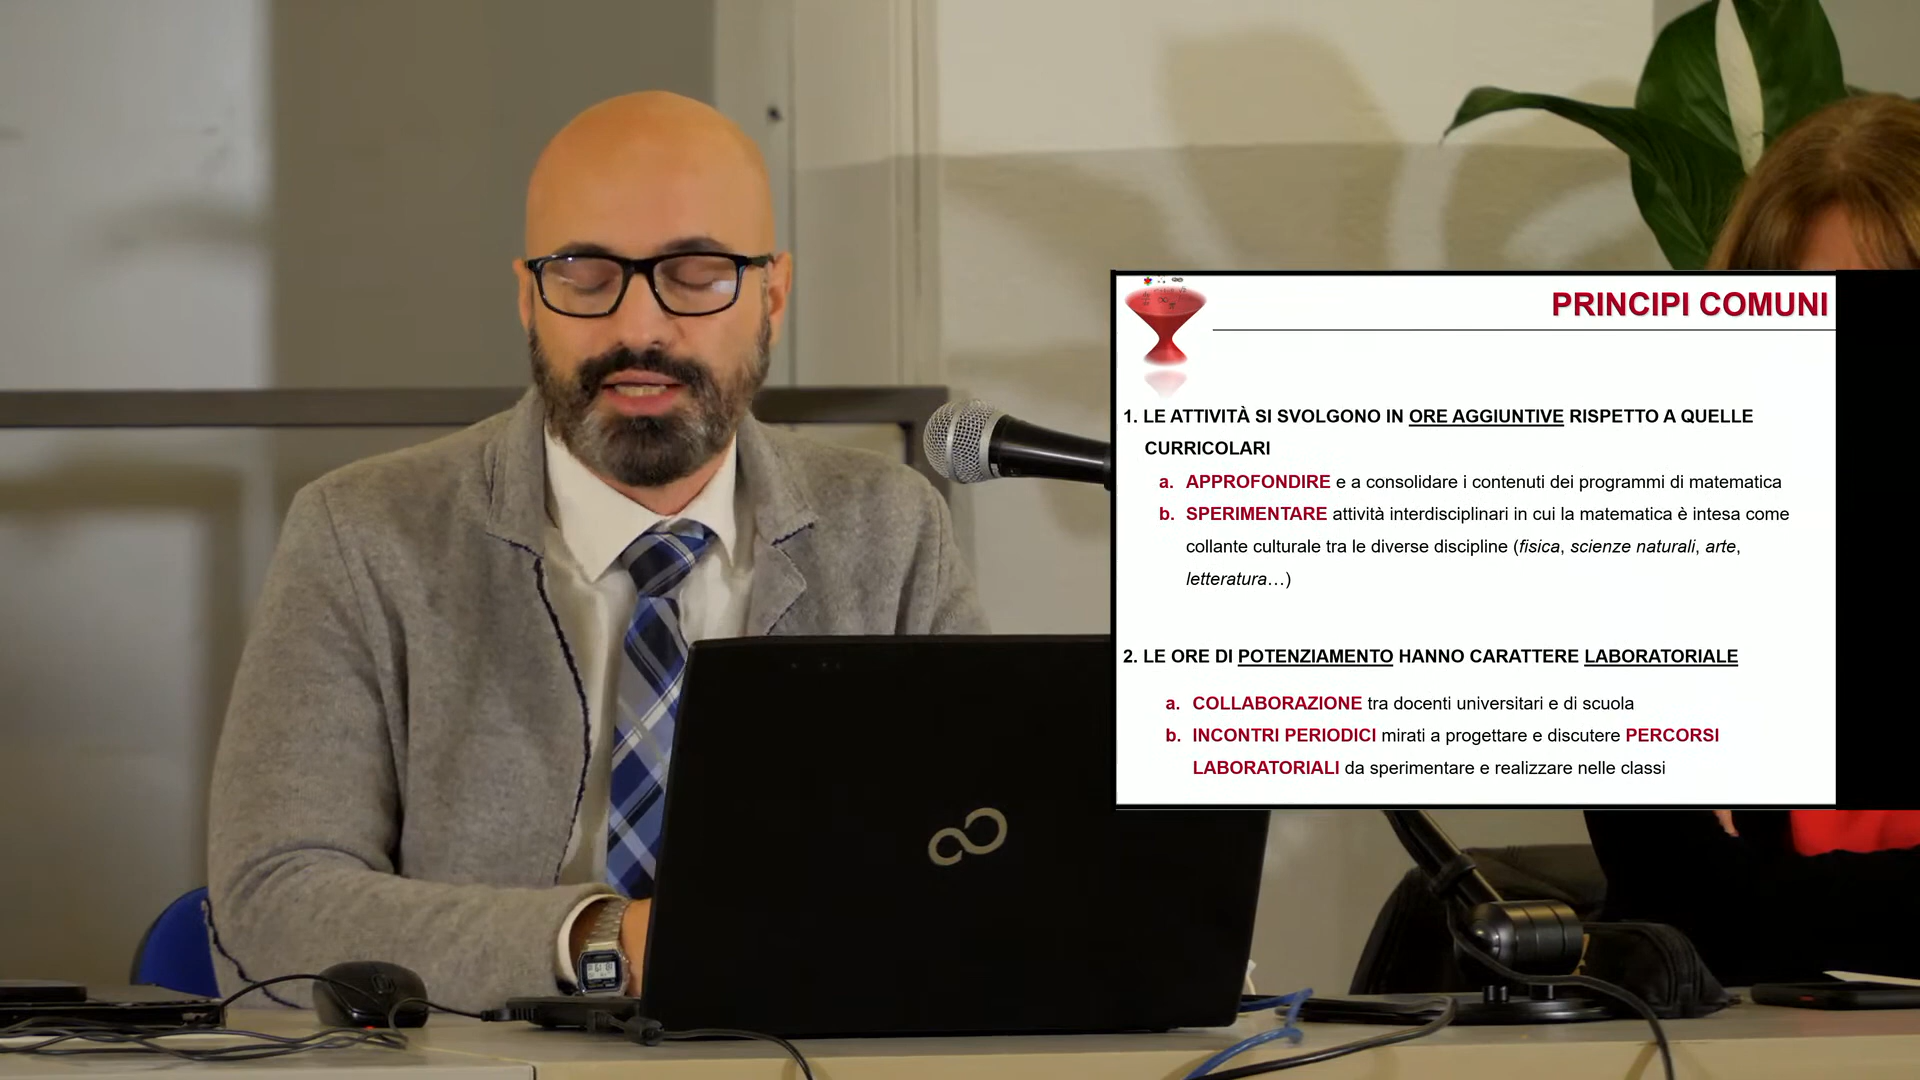 PRINCIPI COMUNI
1. LE ATTIVITÀ SI SVOLGONO IN ORE AGGIUNTIVE RISPETTO A QUELLE
CURRICOLARI
a. APPROFONDIRE e a consolidare i contenuti dei programmi di matematica
b. SPERIMENTARE attività interdisciplinari in cui la matematica è intesa come
collante culturale tra le diverse discipline (fisica, scienze naturali, arte,
letteratura…)
2. LE ORE DI POTENZIAMENTO HANNO CARATTERE LABORATORIALE
a. COLLABORAZIONE tra docenti universitari e di scuola
b. INCONTRI PERIODICI mirati a progettare e discutere PERCORSI
LABORATORIALI da sperimentare e realizzare nelle classi